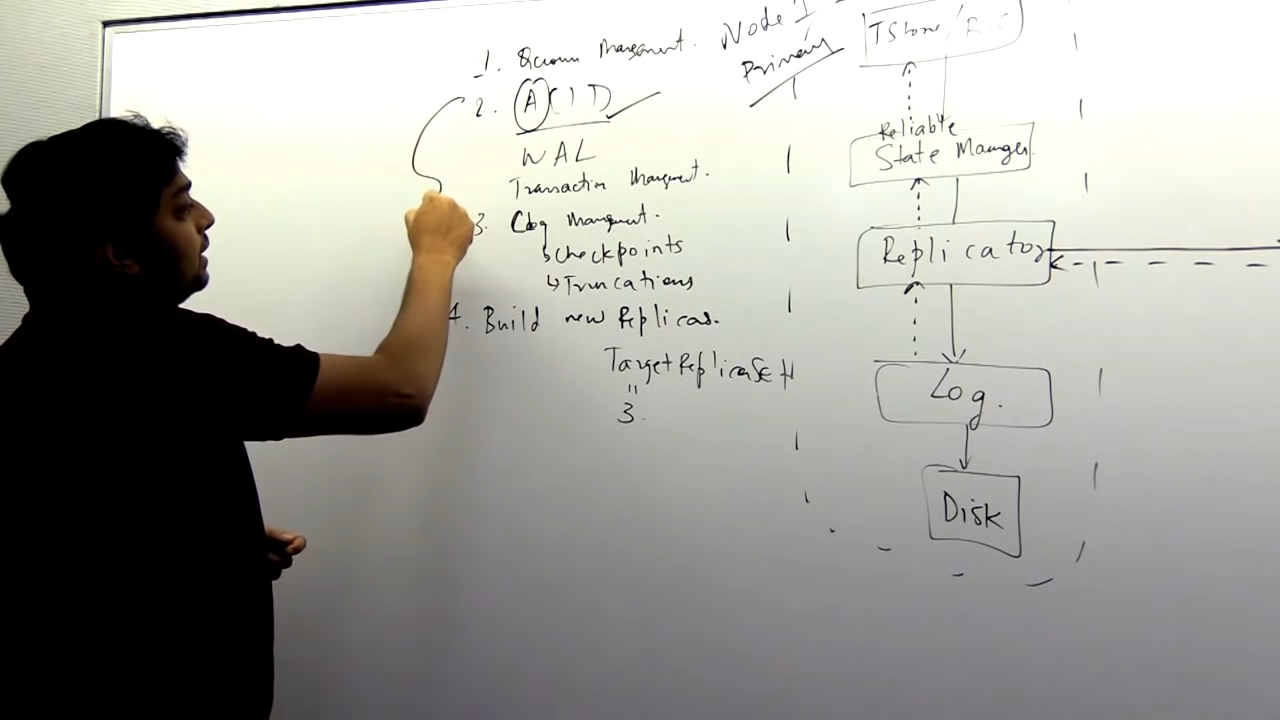 1. Quorum Management.
2. ACID
WAL
Transaction Management.
3. Log Management.
↳ Checkpoints
↳ Truncations
4. Build new Replicas.
TargetReplicaSet
=
3.
Node 1
Primary
TStore/
Reliable
State Manager
Replicator
Log.
Disk